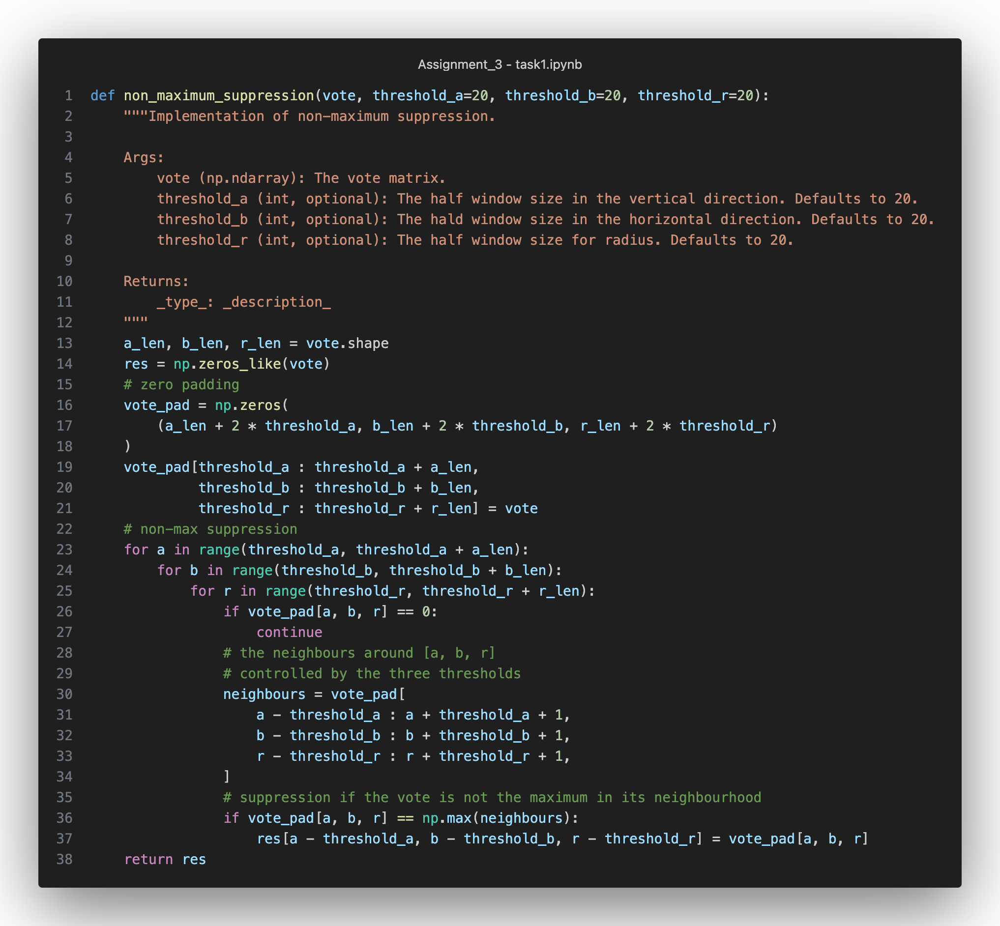 Assignment_3 - task1.ipynb
1 def non_maximum_suppression(vote, threshold_a=20, threshold_b=20, threshold_r=20):
2     """Implementation of non-maximum suppression.
3
4     Args:
5         vote (np.ndarray): The vote matrix.
6         threshold_a (int, optional): The half window size in the vertical direction. Defaults to 20.
7         threshold_b (int, optional): The hald window size in the horizontal direction. Defaults to 20.
8         threshold_r (int, optional): The half window size for radius. Defaults to 20.
9
10     Returns:
11         _type_: _description_
12     """
13     a_len, b_len, r_len = vote.shape
14     res = np.zeros_like(vote)
15     # zero padding
16     vote_pad = np.zeros(
17         (a_len + 2 * threshold_a, b_len + 2 * threshold_b, r_len + 2 * threshold_r)
18     )
19     vote_pad[threshold_a : threshold_a + a_len,
20              threshold_b : threshold_b + b_len,
21              threshold_r : threshold_r + r_len] = vote
22     # non-max suppression
23     for a in range(threshold_a, threshold_a + a_len):
24         for b in range(threshold_b, threshold_b + b_len):
25             for r in range(threshold_r, threshold_r + r_len):
26                 if vote_pad[a, b, r] == 0:
27                     continue
28                 # the neighbours around [a, b, r]
29                 # controlled by the three thresholds
30                 neighbours = vote_pad[
31                     a - threshold_a : a + threshold_a + 1,
32                     b - threshold_b : b + threshold_b + 1,
33                     r - threshold_r : r + threshold_r + 1,
34                 ]
35                 # suppression if the vote is not the maximum in its neighbourhood
36                 if vote_pad[a, b, r] == np.max(neighbours):
37                     res[a - threshold_a, b - threshold_b, r - threshold_r] = vote_pad[a, b, r]
38     return res